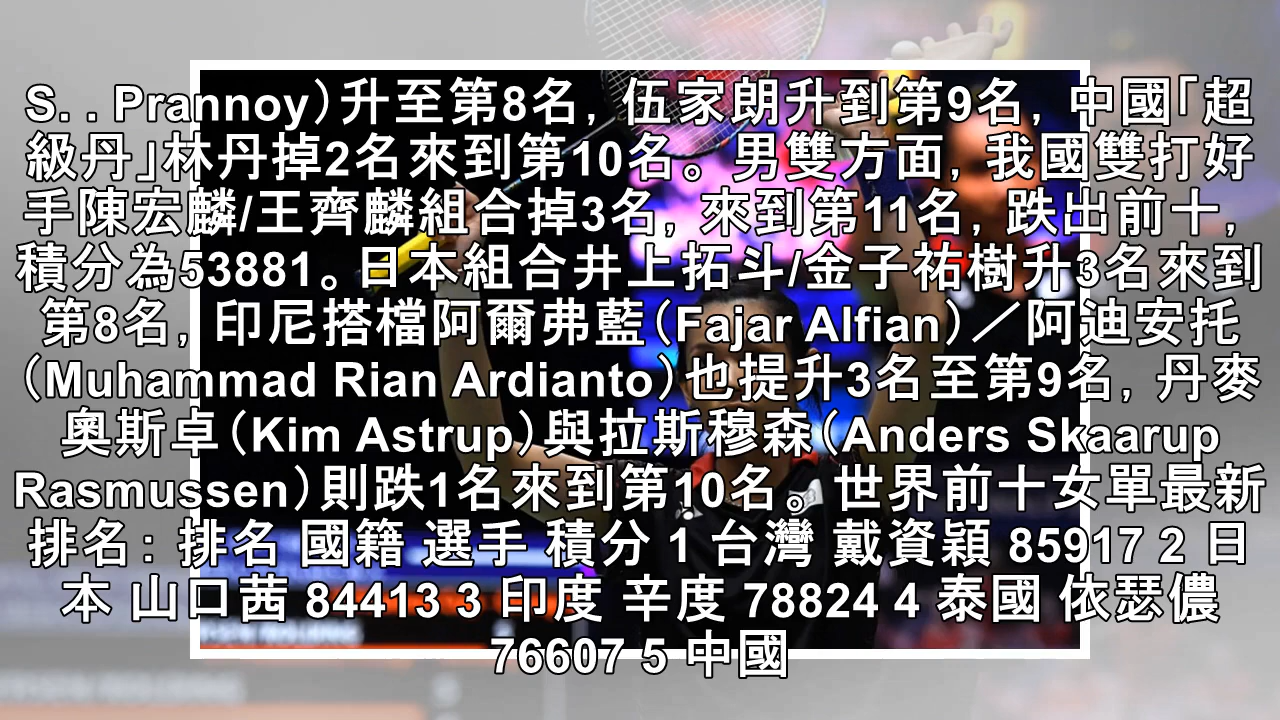 S. . Prannoy）升至第8名，伍家朗升到第9名，中國「超
級丹」林丹掉2名來到第10名。男雙方面，我國雙打好
手陳宏麟/王齊麟組合掉3名，來到第11名，跌出前十，
積分為53881。日本組合井上拓斗/金子祐樹升3名來到
第8名，印尼搭檔阿爾弗藍（Fajar Alfian）／阿迪安托
（Muhammad Rian Ardianto）也提升3名至第9名，丹麥
奧斯卓（Kim Astrup）與拉斯穆森（Anders Skaarup
Rasmussen）則跌1名來到第10名。世界前十女單最新
排名：排名 國籍 選手 積分 1 台灣 戴資穎 85917 2 日
本 山口茜 84413 3 印度 辛度 78824 4 泰國 依瑟儂
76607 5 中國